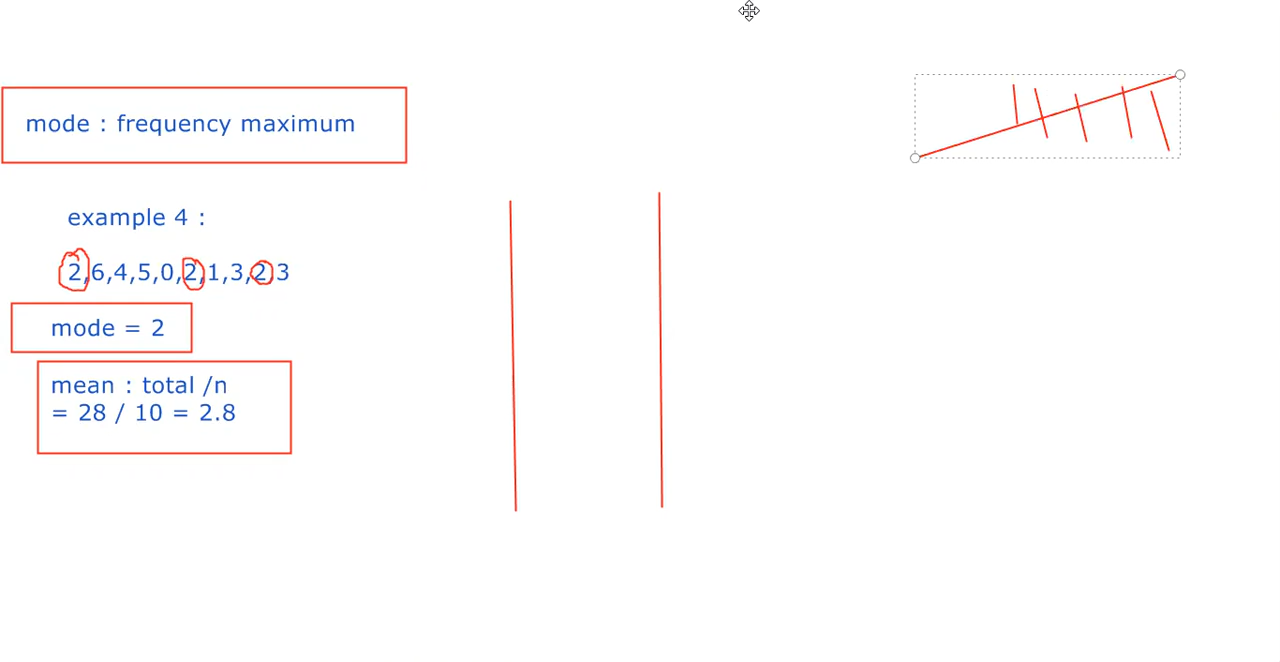 mode : frequency maximum
example 4 :
2,6,4,5,0,2,1,3,2,3
mode = 2
mean : total /n
= 28 / 10 = 2.8